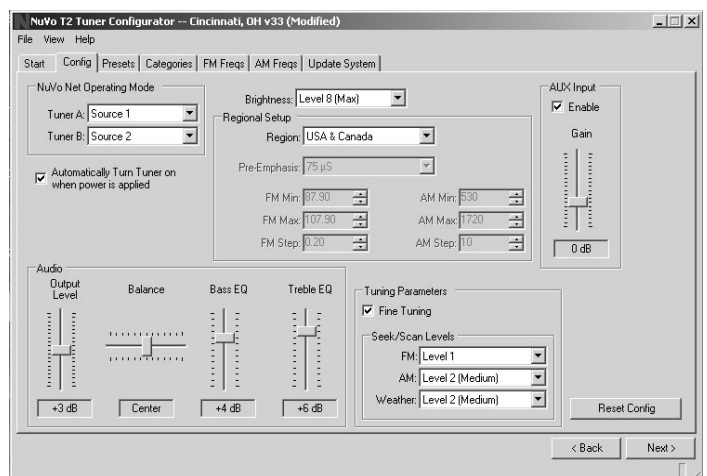 NuVo T2 Tuner Configurator -- Cincinnati, OH v33 (Modified)
File View Help
Start Config Presets Categories FM Freqs AM Freqs Update System
NuVo Net Operating Mode
Tuner A: Source 1
Tuner B: Source 2
Automatically Turn Tuner on
when power is applied
Brightness: Level 8 (Max)
Regional Setup
Region: USA & Canada
Pre-Emphasis: 75 µS
FM Min: 87.90 AM Min: 530
FM Max: 107.90 AM Max: 1720
FM Step: 0.20 AM Step: 10
AUX Input
Enable
Gain
0 dB
Audio
Output
Level
Balance Bass EQ Treble EQ
+3 dB Center +4 dB +6 dB
Tuning Parameters
Fine Tuning
Seek/Scan Levels
FM: Level 1
AM: Level 2 (Medium)
Weather: Level 2 (Medium)
Reset Config
< Back Next >